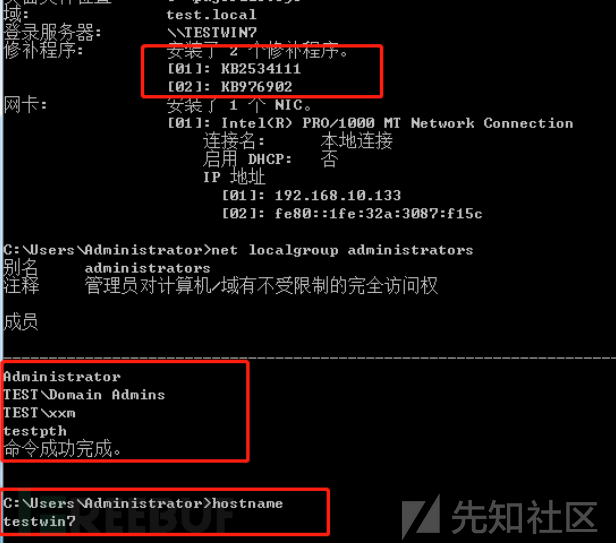 域:                test.local
登录服务器:        \\TESTWIN7
修补程序:          安装了 2 个修补程序。
[01]: KB2534111
[02]: KB976902
网卡:              安装了 1 个 NIC。
[01]: Intel(R) PRO/1000 MT Network Connection
连接名:      本地连接
启用 DHCP:   否
IP 地址
[01]: 192.168.10.133
[02]: fe80::1fe:32a:3087:f15c
C:\Users\Administrator>net localgroup administrators
别名     administrators
注释     管理员对计算机/域有不受限制的完全访问权
成员
-------------------------------------------------------------------------------
Administrator
TEST\Domain Admins
TEST\xxm
testpth
命令成功完成。
C:\Users\Administrator>hostname
testwin7
REEBUF
先知社区